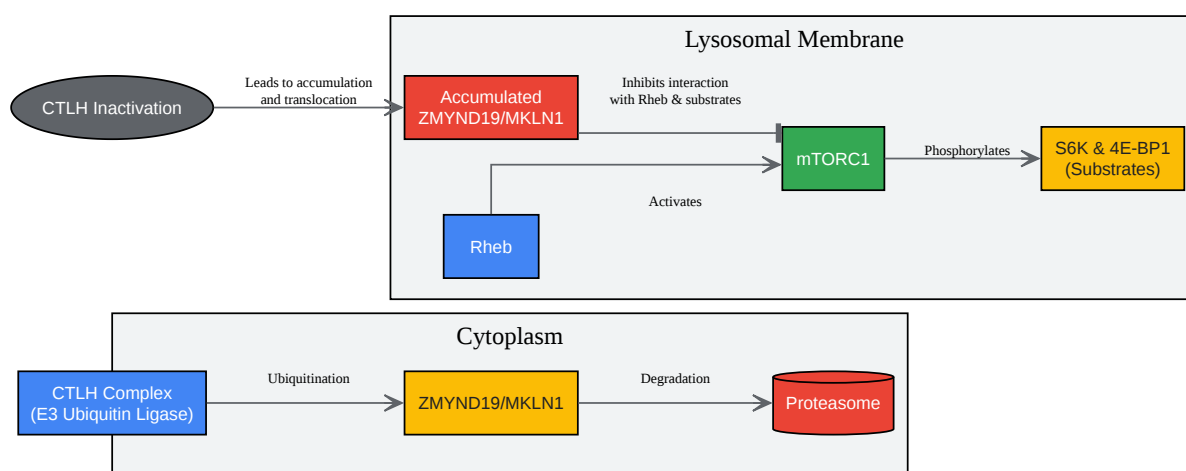 Lysosomal Membrane
CTLH Inactivation
Leads to accumulation
and translocation
Accumulated
ZMYND19/MKLN1
Inhibits interaction
with Rheb & substrates
mTORC1
Phosphorylates
S6K & 4E-BP1
(Substrates)
Activates
Rheb
Cytoplasm
CTLH Complex
(E3 Ubiquitin Ligase)
Ubiquitination
ZMYND19/MKLN1
Degradation
Proteasome